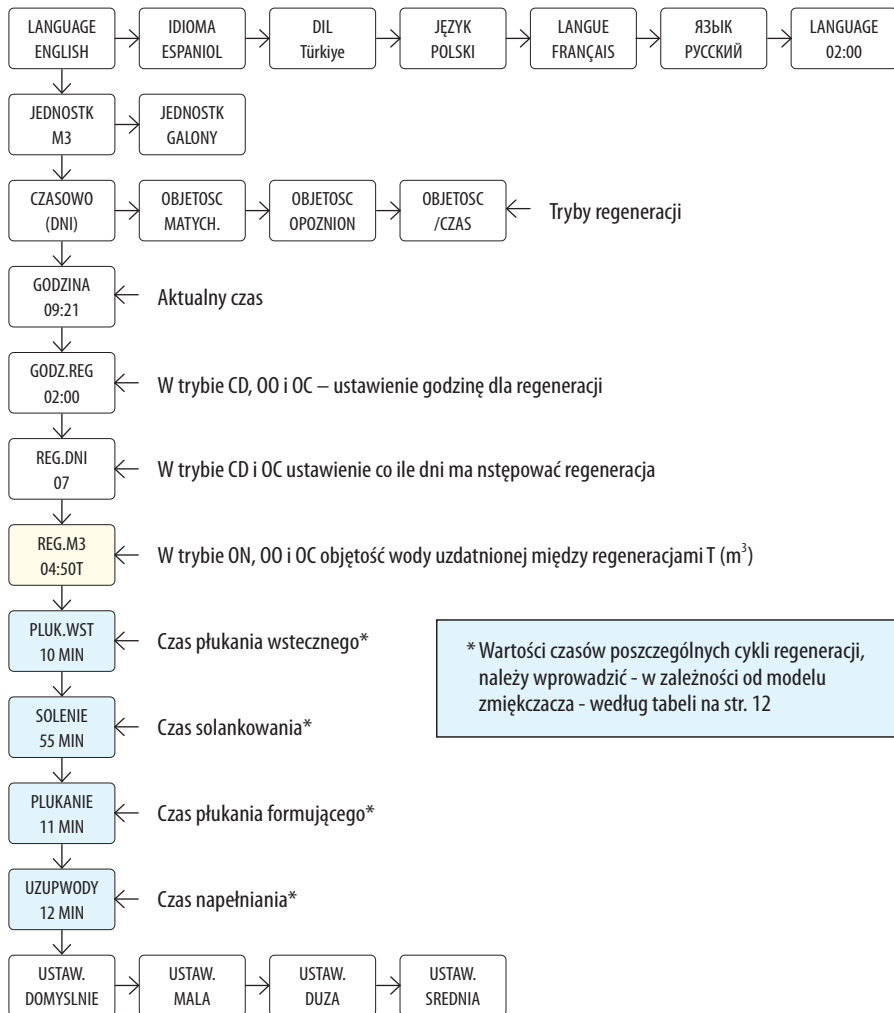 LANGUAGE
ENGLISH
IDIOMA
ESPANIOL
DIL
Türkiye
JĘZYK
POLSKI
LANGUE
FRANÇAIS
ЯЗЫК
РУССКИЙ
LANGUAGE
02:00
JEDNOSTK
M3
JEDNOSTK
GALONY
CZASOWO
(DNI)
OBJETOSC
MATYCH.
OBJETOSC
OPOZNION
OBJETOSC
/CZAS
Tryby regeneracji
GODZINA
09:21
Aktualny czas
GODZ.REG
02:00
W trybie CD, OO i OC – ustawienie godzinę dla regeneracji
REG.DNI
07
W trybie CD i OC ustawienie co ile dni ma nstępować regeneracja
REG.M3
04:50T
W trybie ON, OO i OC objętość wody uzdatnionej między regeneracjami T (m³)
PLUK.WST
10 MIN
Czas płukania wstecznego*
* Wartości czasów poszczególnych cykli regeneracji,
należy wprowadzić - w zależności od modelu
zmiękczacza - według tabeli na str. 12
SOLENIE
55 MIN
Czas solankowania*
PLUKANIE
11 MIN
Czas płukania formującego*
UZUPWODY
12 MIN
Czas napełniania*
USTAW.
DOMYSLNIE
USTAW.
MALA
USTAW.
DUZA
USTAW.
SREDNIA